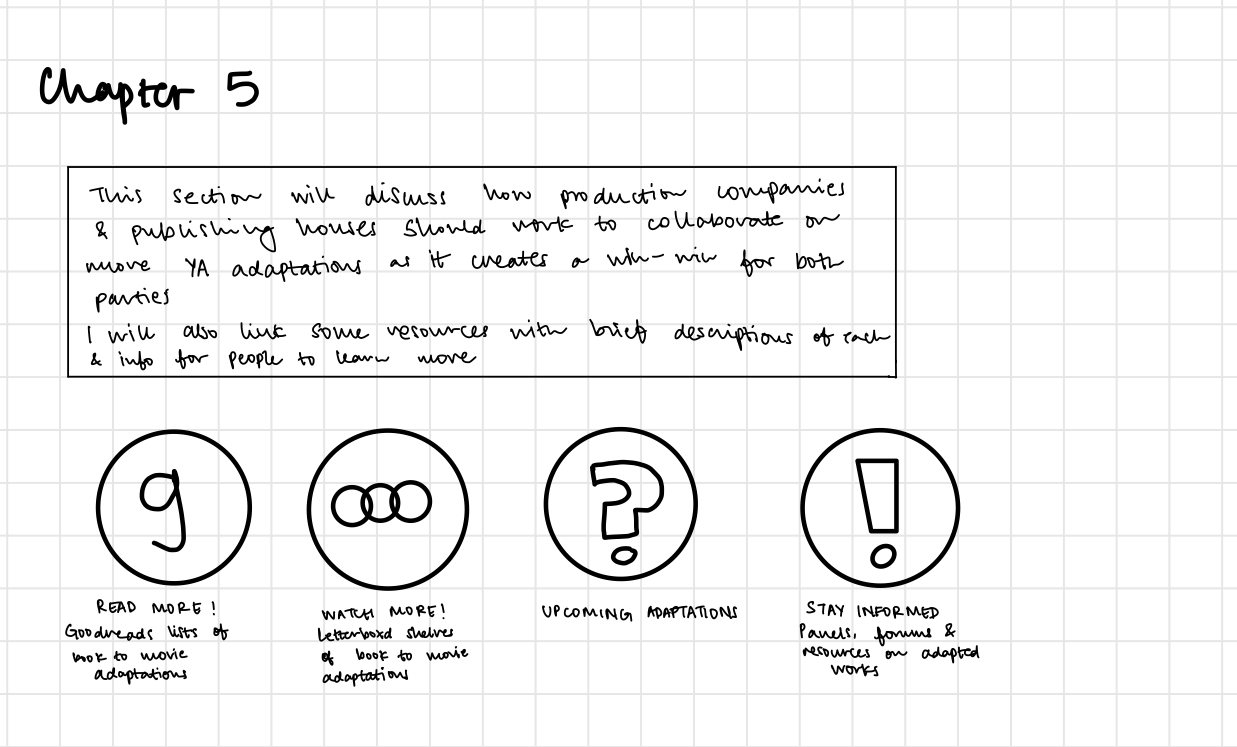 Chapter 5
This section will discuss how production companies
& publishing houses should work to collaborate on
more YA adaptations as it creates a win-win for both
parties
I will also link some resources with brief descriptions of each
& info for people to learn more
g
?
!
READ MORE!
Goodreads lists of
book to movie
adaptations
WATCH MORE!
Letterboxd shelves
of book to movie
adaptations
UPCOMING ADAPTATIONS
STAY INFORMED
Panels, forums &
resources on adapted
works